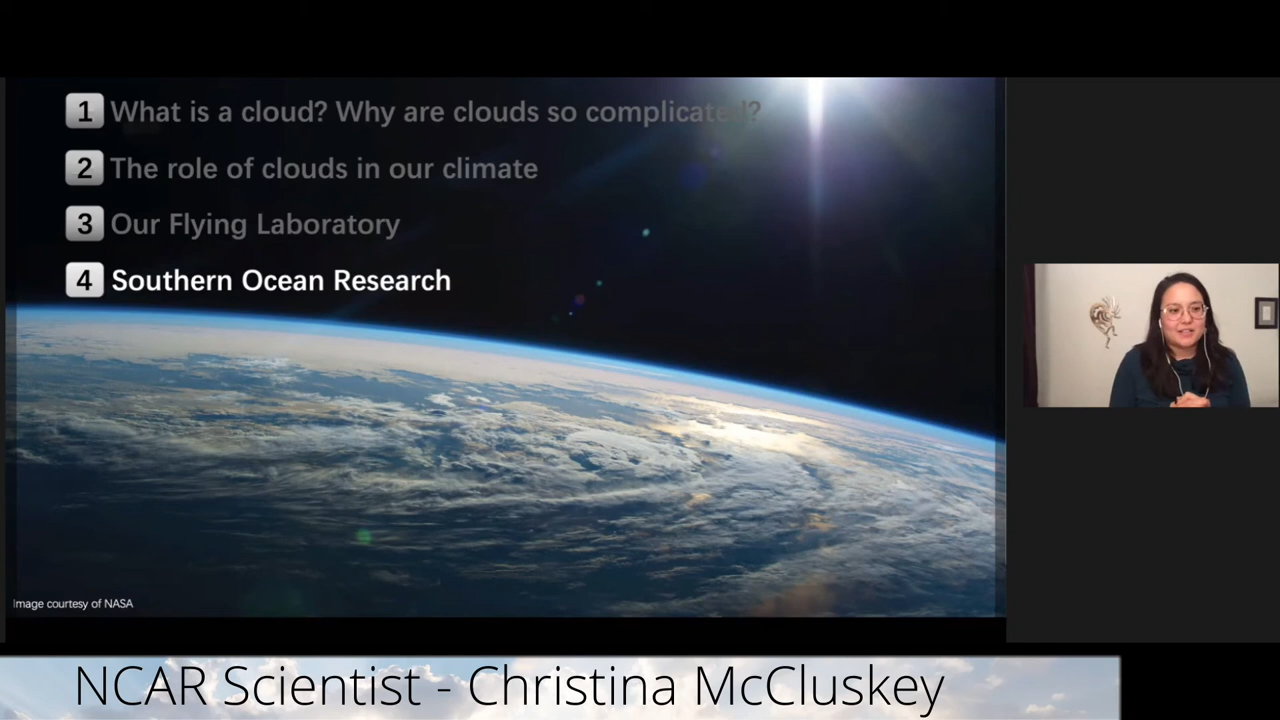 1 What is a cloud? Why are clouds so complicated?
2 The role of clouds in our climate
3 Our Flying Laboratory
4 Southern Ocean Research
Image courtesy of NASA
NCAR Scientist - Christina McCluskey